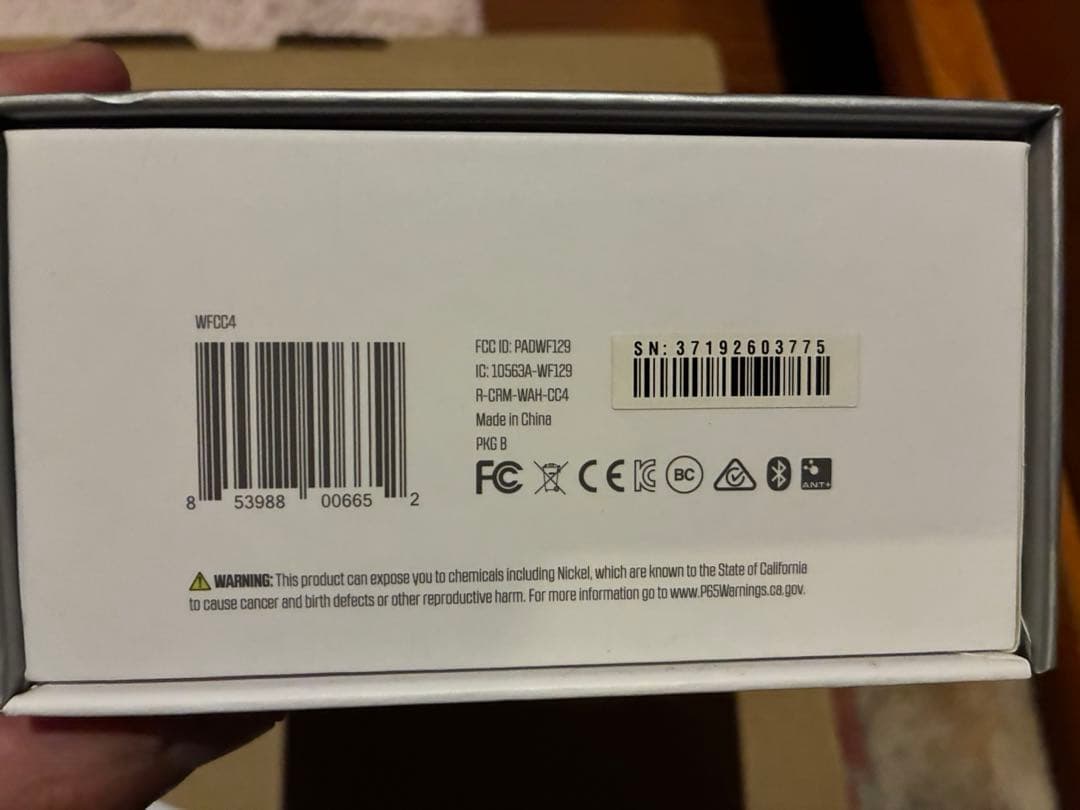 WFCC4
8 53988 00665 2
FCC ID: PADWF129
IC: 10563A-WF129
R-CRM-WAH-CC4
Made in China
PKG B
SN: 37192603775
FC CE BC ANT+
⚠ WARNING: This product can expose you to chemicals including Nickel, which are known to the State of California
to cause cancer and birth defects or other reproductive harm. For more information go to www.P65Warnings.ca.gov.